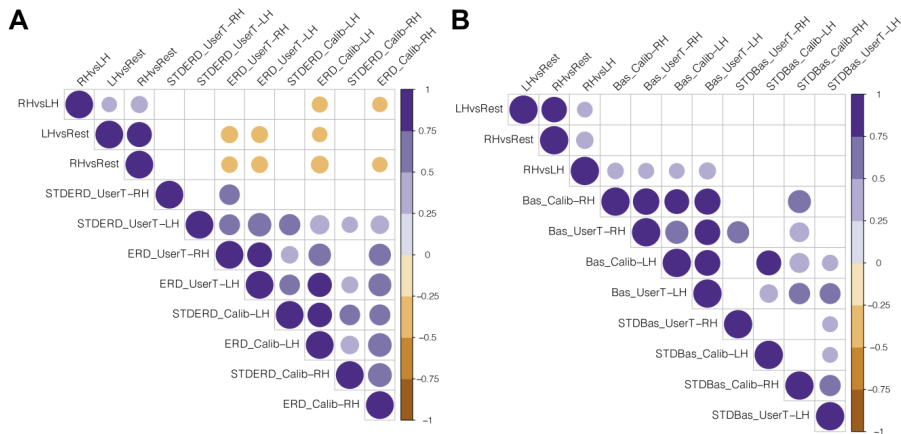 A
RHvsLH
LHvsRest
RHvsRest
STDERD_UserT-RH
STDERD_UserT-LH
ERD_UserT-RH
ERD_UserT-LH
STDERD_Calib-LH
ERD_Calib-LH
STDERD_Calib-RH
ERD_Calib-RH
RHvsLH
LHvsRest
RHvsRest
STDERD_UserT-RH
STDERD_UserT-LH
ERD_UserT-RH
ERD_UserT-LH
STDERD_Calib-LH
ERD_Calib-LH
STDERD_Calib-RH
ERD_Calib-RH
1
0.75
0.5
0.25
0
-0.25
-0.5
-0.75
-1
B
LHvsRest
RHvsRest
RHvsLH
Bas_Calib-RH
Bas_UserT-RH
Bas_Calib-LH
Bas_UserT-LH
STDBas_UserT-RH
STDBas_Calib-LH
STDBas_Calib-RH
STDBas_UserT-LH
LHvsRest
RHvsRest
RHvsLH
Bas_Calib-RH
Bas_UserT-RH
Bas_Calib-LH
Bas_UserT-LH
STDBas_UserT-RH
STDBas_Calib-LH
STDBas_Calib-RH
STDBas_UserT-LH
1
0.75
0.5
0.25
0
-0.25
-0.5
-0.75
-1